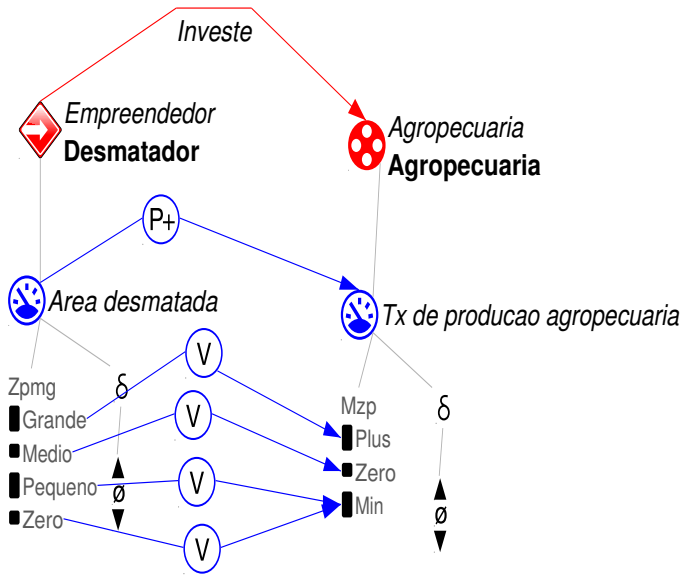 Investe
Empreendedor
Desmatador
Agropecuaria
Agropecuaria
P+
Area desmatada
Tx de producao agropecuaria
V
Zpmg
δ
Grande
Medio
Pequeno
Zero
ø
V
V
V
Mzp
δ
Plus
Zero
Min
ø